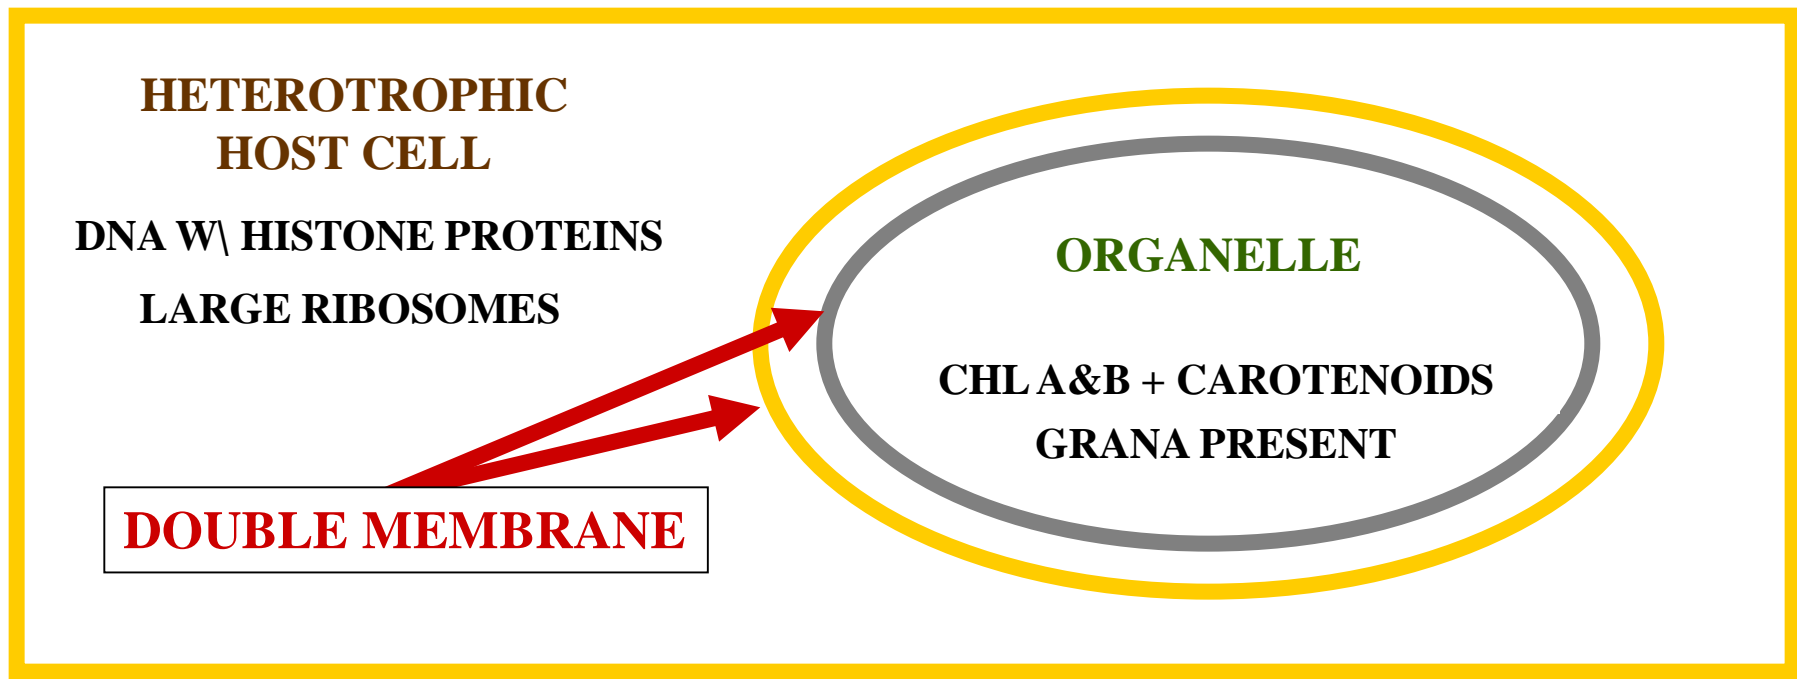 HETEROTROPHIC
HOST CELL
DNA W\ HISTONE PROTEINS
LARGE RIBOSOMES
DOUBLE MEMBRANE
ORGANELLE
CHL A&B + CAROTENOIDS
GRANA PRESENT